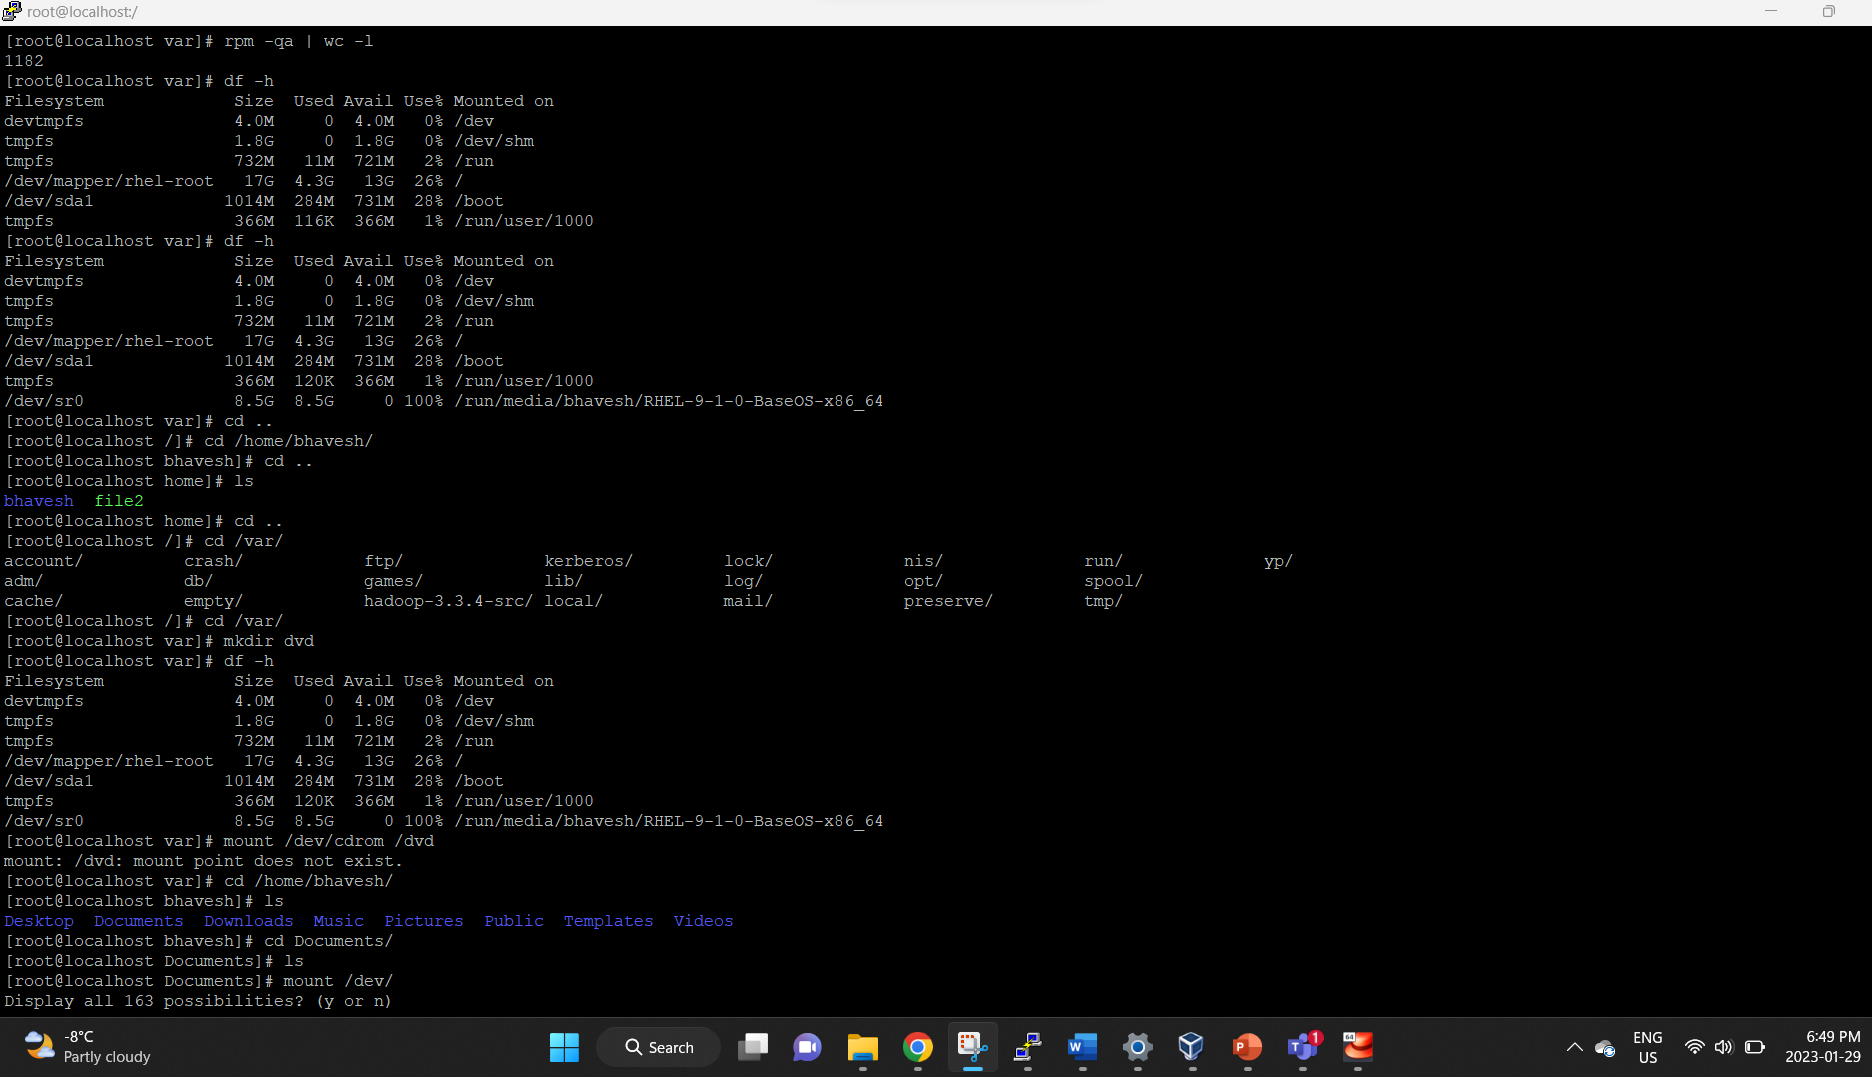 root@localhost:/
[root@localhost var]# rpm -qa | wc -l
1182
[root@localhost var]# df -h
Filesystem             Size  Used Avail Use% Mounted on
devtmpfs               4.0M     0  4.0M   0% /dev
tmpfs                  1.8G     0  1.8G   0% /dev/shm
tmpfs                  732M   11M  721M   2% /run
/dev/mapper/rhel-root   17G  4.3G   13G  26% /
/dev/sda1             1014M  284M  731M  28% /boot
tmpfs                  366M  116K  366M   1% /run/user/1000
[root@localhost var]# df -h
Filesystem             Size  Used Avail Use% Mounted on
devtmpfs               4.0M     0  4.0M   0% /dev
tmpfs                  1.8G     0  1.8G   0% /dev/shm
tmpfs                  732M   11M  721M   2% /run
/dev/mapper/rhel-root   17G  4.3G   13G  26% /
/dev/sda1             1014M  284M  731M  28% /boot
tmpfs                  366M  120K  366M   1% /run/user/1000
/dev/sr0               8.5G  8.5G     0 100% /run/media/bhavesh/RHEL-9-1-0-BaseOS-x86_64
[root@localhost var]# cd ..
[root@localhost /]# cd /home/bhavesh/
[root@localhost bhavesh]# cd ..
[root@localhost home]# ls
bhavesh  file2
[root@localhost home]# cd ..
[root@localhost /]# cd /var/
account/          crash/            ftp/              kerberos/         lock/             nis/              run/              yp/
adm/              db/               games/            lib/              log/              opt/              spool/
cache/            empty/            hadoop-3.3.4-src/ local/            mail/             preserve/         tmp/
[root@localhost /]# cd /var/
[root@localhost var]# mkdir dvd
[root@localhost var]# df -h
Filesystem             Size  Used Avail Use% Mounted on
devtmpfs               4.0M     0  4.0M   0% /dev
tmpfs                  1.8G     0  1.8G   0% /dev/shm
tmpfs                  732M   11M  721M   2% /run
/dev/mapper/rhel-root   17G  4.3G   13G  26% /
/dev/sda1             1014M  284M  731M  28% /boot
tmpfs                  366M  120K  366M   1% /run/user/1000
/dev/sr0               8.5G  8.5G     0 100% /run/media/bhavesh/RHEL-9-1-0-BaseOS-x86_64
[root@localhost var]# mount /dev/cdrom /dvd
mount: /dvd: mount point does not exist.
[root@localhost var]# cd /home/bhavesh/
[root@localhost bhavesh]# ls
Desktop  Documents  Downloads  Music  Pictures  Public  Templates  Videos
[root@localhost bhavesh]# cd Documents/
[root@localhost Documents]# ls
[root@localhost Documents]# mount /dev/
Display all 163 possibilities? (y or n)
-8°C
Partly cloudy
Search
W
P
T
1
64
ENG
US
6:49 PM
2023-01-29